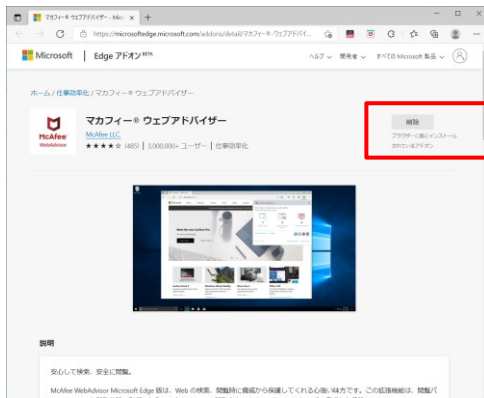 マカフィー® ウェブアドバイザー - Mic
https://microsoftedge.microsoft.com/addons/detail/マカフィー®-ウェブアドバイ...
Microsoft | Edge アドオン BETA
ヘルプ 開発者 すべての Microsoft 製品
ホーム / 仕事効率化 / マカフィー® ウェブアドバイザー
マカフィー® ウェブアドバイザー
McAfee LLC
★★★★☆ (485) | 3,000,000+ ユーザー | 仕事効率化
McAfee
WebAdvisor
削除
ブラウザーに既にインストール
されているアドオン
説明
安心して検索、安全に閲覧。
McAfee WebAdvisor Microsoft Edge 版は、Web の検索、閲覧時に脅威から保護してくれる心強い味方です。この拡張機能は、閲覧パ